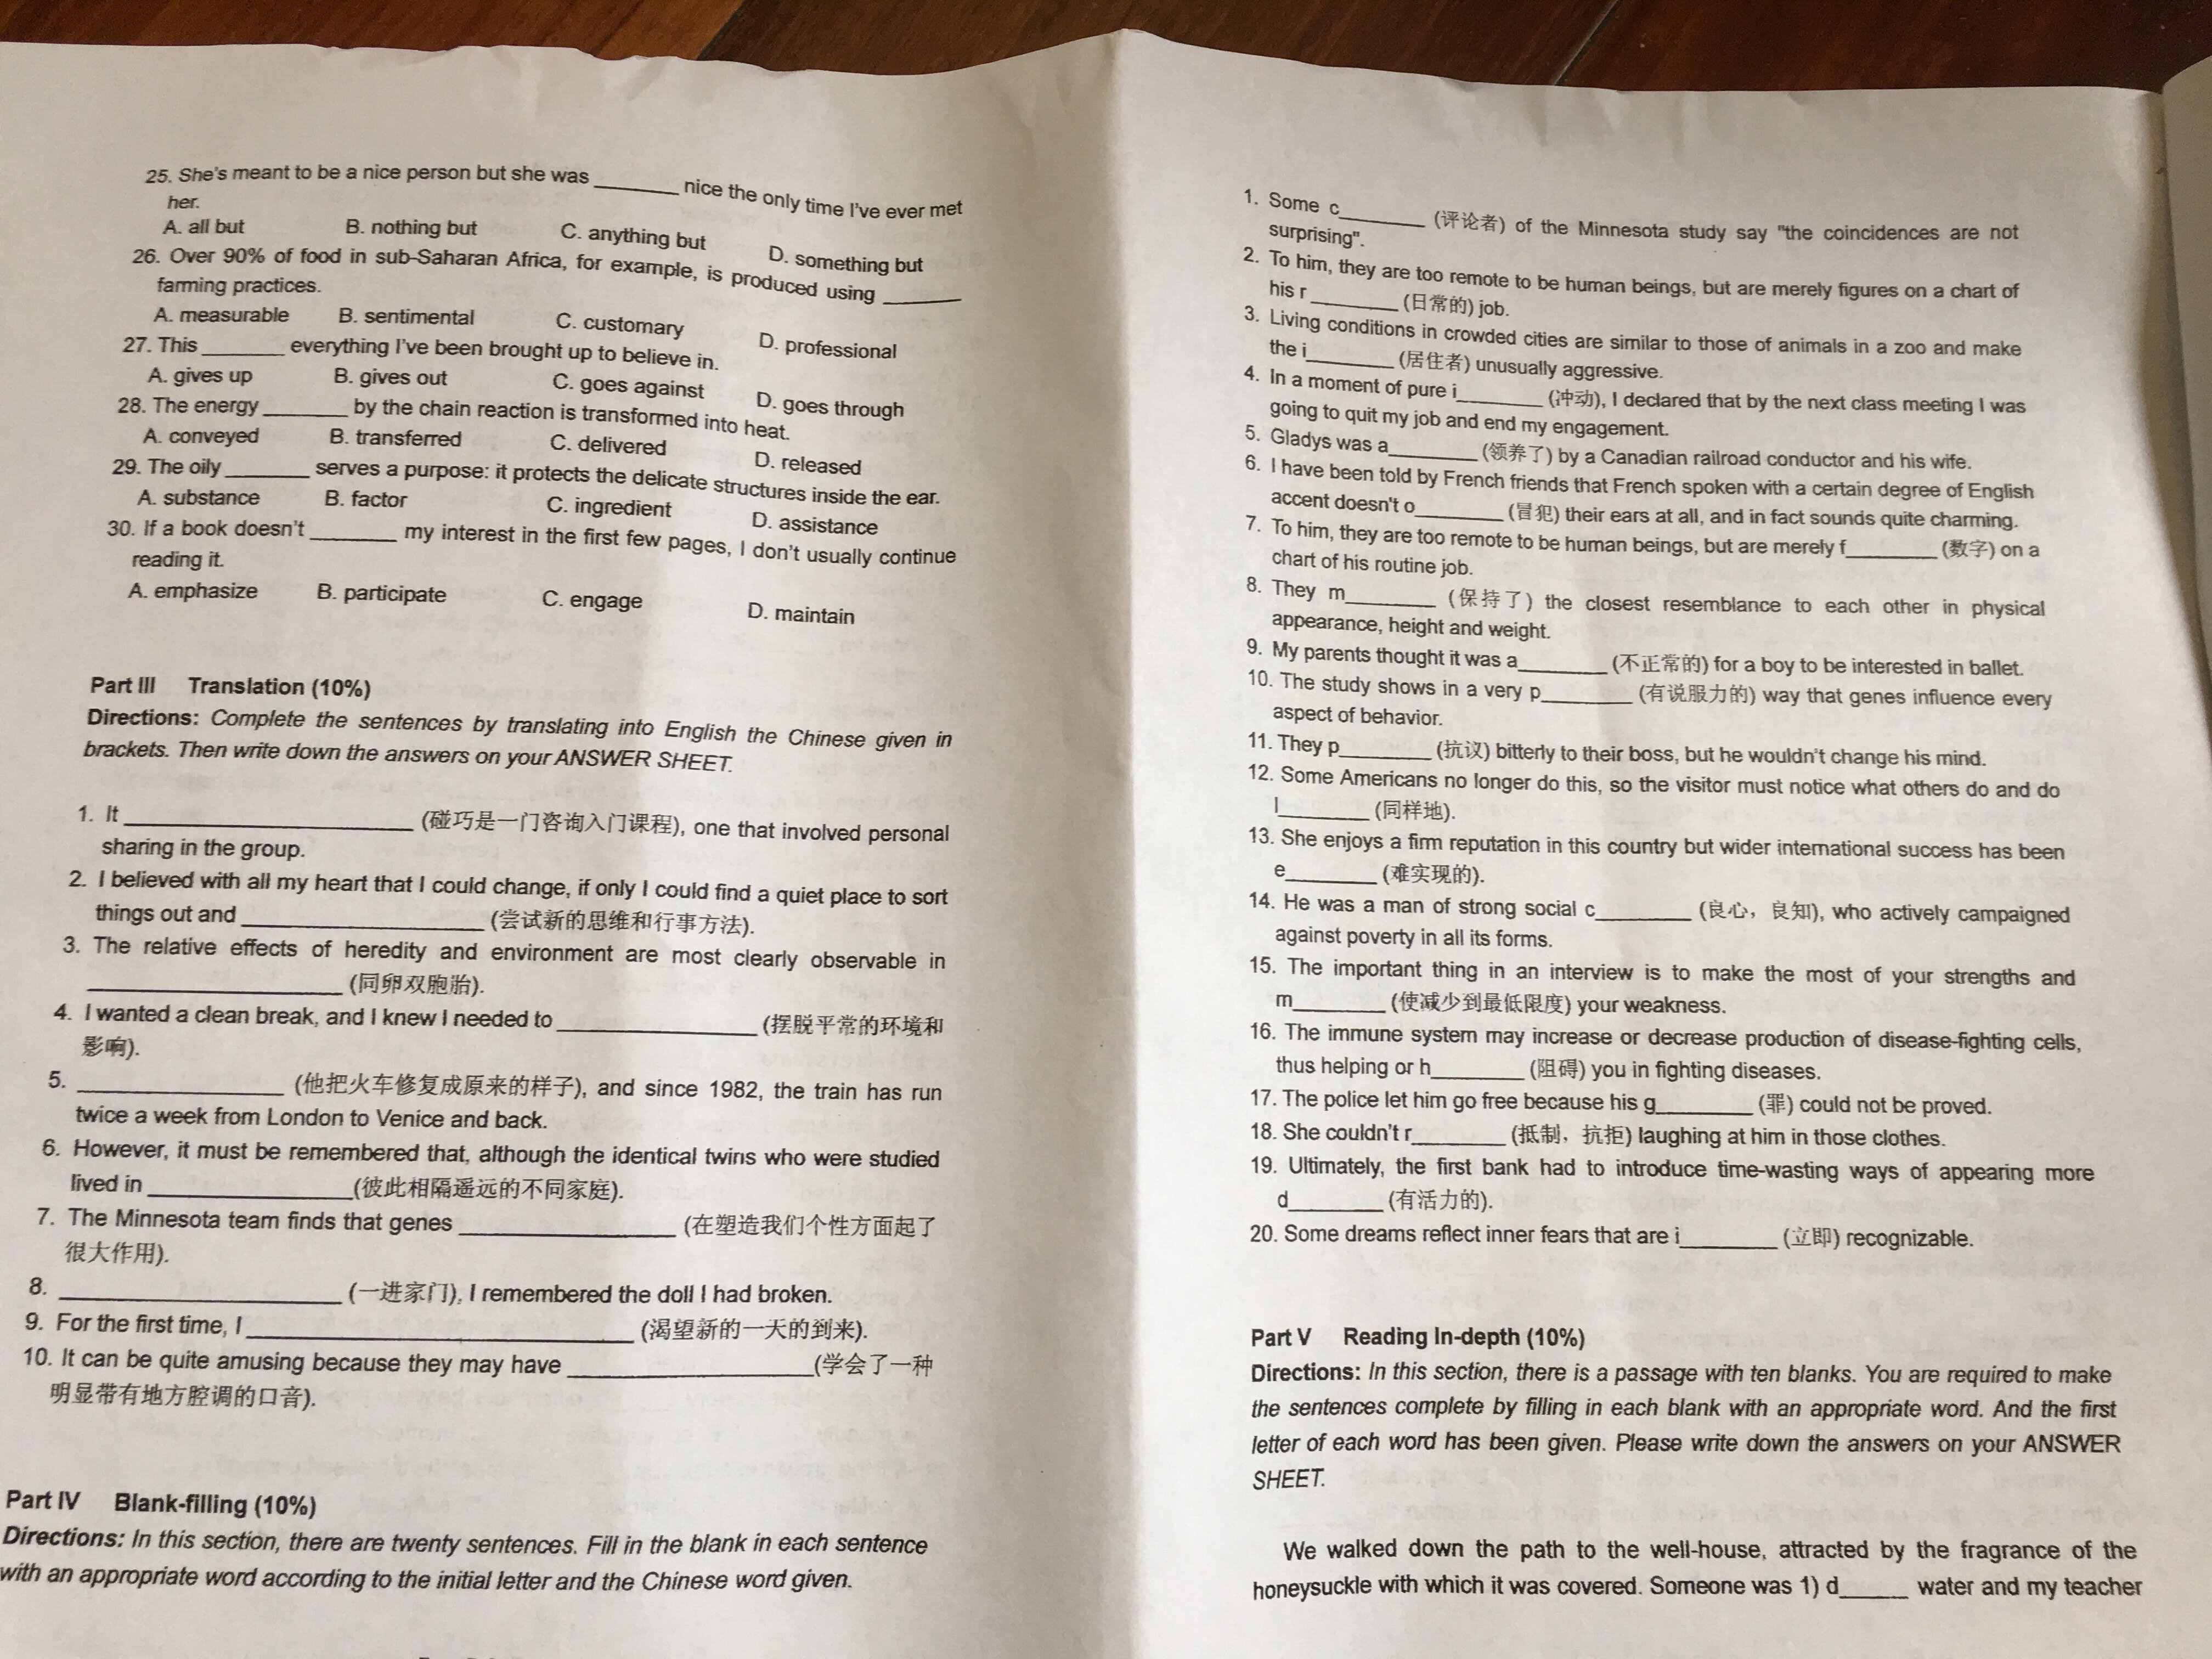 25. She's meant to be a nice person but she was ________ nice the only time I've ever met
her.
A. all but B. nothing but C. anything but D. something but
26. Over 90% of food in sub-Saharan Africa, for example, is produced using ________
farming practices.
A. measurable B. sentimental C. customary D. professional
27. This ________ everything I've been brought up to believe in.
A. gives up B. gives out C. goes against D. goes through
28. The energy ________ by the chain reaction is transformed into heat.
A. conveyed B. transferred C. delivered D. released
29. The oily ________ serves a purpose: it protects the delicate structures inside the ear.
A. substance B. factor C. ingredient D. assistance
30. If a book doesn't ________ my interest in the first few pages, I don't usually continue
reading it.
A. emphasize B. participate C. engage D. maintain
Part III Translation (10%)
Directions: Complete the sentences by translating into English the Chinese given in
brackets. Then write down the answers on your ANSWER SHEET.
1. It ________ (碰巧是一门咨询入门课程), one that involved personal
sharing in the group.
2. I believed with all my heart that I could change, if only I could find a quiet place to sort
things out and ________ (尝试新的思维和行事方法).
3. The relative effects of heredity and environment are most clearly observable in
________ (同卵双胞胎).
4. I wanted a clean break, and I knew I needed to ________ (摆脱平常的环境和
影响).
5. ________ (他把火车修复成原来的样子), and since 1982, the train has run
twice a week from London to Venice and back.
6. However, it must be remembered that, although the identical twins who were studied
lived in ________(彼此相隔遥远的不同家庭).
7. The Minnesota team finds that genes ________ (在塑造我们个性方面起了
很大作用).
8. ________ (一进家门), I remembered the doll I had broken.
9. For the first time, I ________ (渴望新的一天的到来).
10. It can be quite amusing because they may have ________(学会了一种
明显带有地方腔调的口音).
Part IV Blank-filling (10%)
Directions: In this section, there are twenty sentences. Fill in the blank in each sentence
with an appropriate word according to the initial letter and the Chinese word given.
1. Some c________ (评论者) of the Minnesota study say "the coincidences are not
surprising".
2. To him, they are too remote to be human beings, but are merely figures on a chart of
his r________ (日常的) job.
3. Living conditions in crowded cities are similar to those of animals in a zoo and make
the i________ (居住者) unusually aggressive.
4. In a moment of pure i________ (冲动), I declared that by the next class meeting I was
going to quit my job and end my engagement.
5. Gladys was a________ (领养了) by a Canadian railroad conductor and his wife.
6. I have been told by French friends that French spoken with a certain degree of English
accent doesn't o________ (冒犯) their ears at all, and in fact sounds quite charming.
7. To him, they are too remote to be human beings, but are merely f________ (数字) on a
chart of his routine job.
8. They m________ (保持了) the closest resemblance to each other in physical
appearance, height and weight.
9. My parents thought it was a________ (不正常的) for a boy to be interested in ballet.
10. The study shows in a very p________ (有说服力的) way that genes influence every
aspect of behavior.
11. They p________ (抗议) bitterly to their boss, but he wouldn't change his mind.
12. Some Americans no longer do this, so the visitor must notice what others do and do
l________ (同样地).
13. She enjoys a firm reputation in this country but wider international success has been
e________ (难实现的).
14. He was a man of strong social c________ (良心，良知), who actively campaigned
against poverty in all its forms.
15. The important thing in an interview is to make the most of your strengths and
m________ (使减少到最低限度) your weakness.
16. The immune system may increase or decrease production of disease-fighting cells,
thus helping or h________ (阻碍) you in fighting diseases.
17. The police let him go free because his g________ (罪) could not be proved.
18. She couldn't r________ (抵制，抗拒) laughing at him in those clothes.
19. Ultimately, the first bank had to introduce time-wasting ways of appearing more
d________ (有活力的).
20. Some dreams reflect inner fears that are i________ (立即) recognizable.
Part V Reading In-depth (10%)
Directions: In this section, there is a passage with ten blanks. You are required to make
the sentences complete by filling in each blank with an appropriate word. And the first
letter of each word has been given. Please write down the answers on your ANSWER
SHEET.
We walked down the path to the well-house, attracted by the fragrance of the
honeysuckle with which it was covered. Someone was 1) d______ water and my teacher